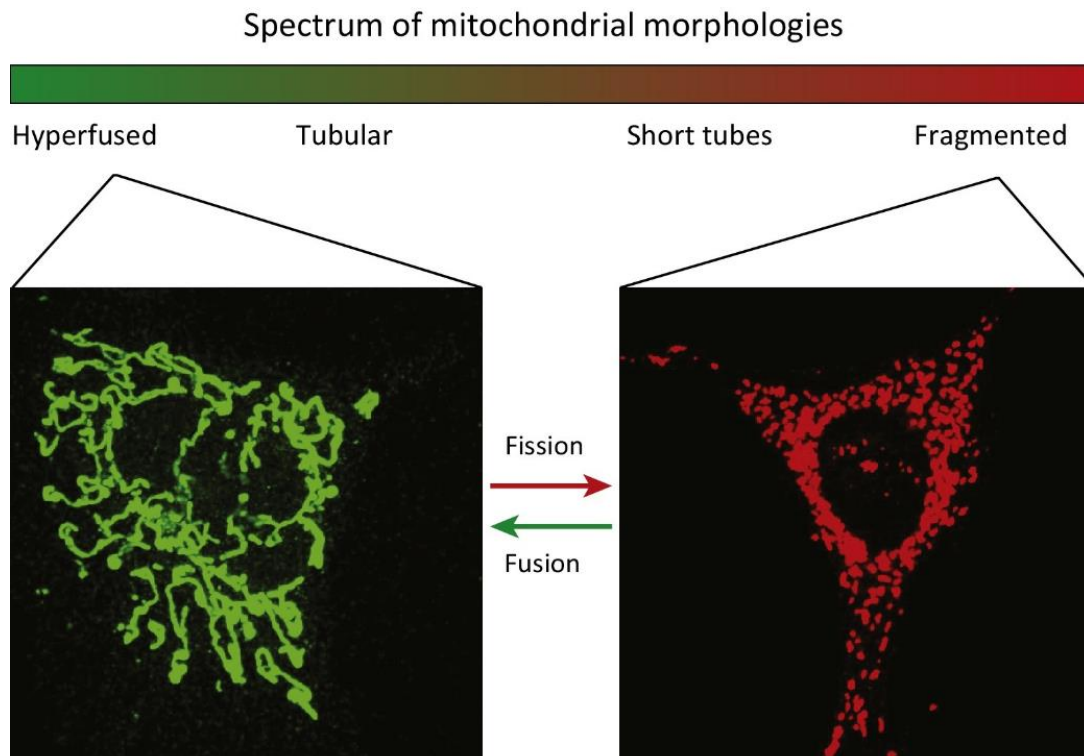 Spectrum of mitochondrial morphologies
Hyperfused Tubular Short tubes Fragmented
Fission
Fusion